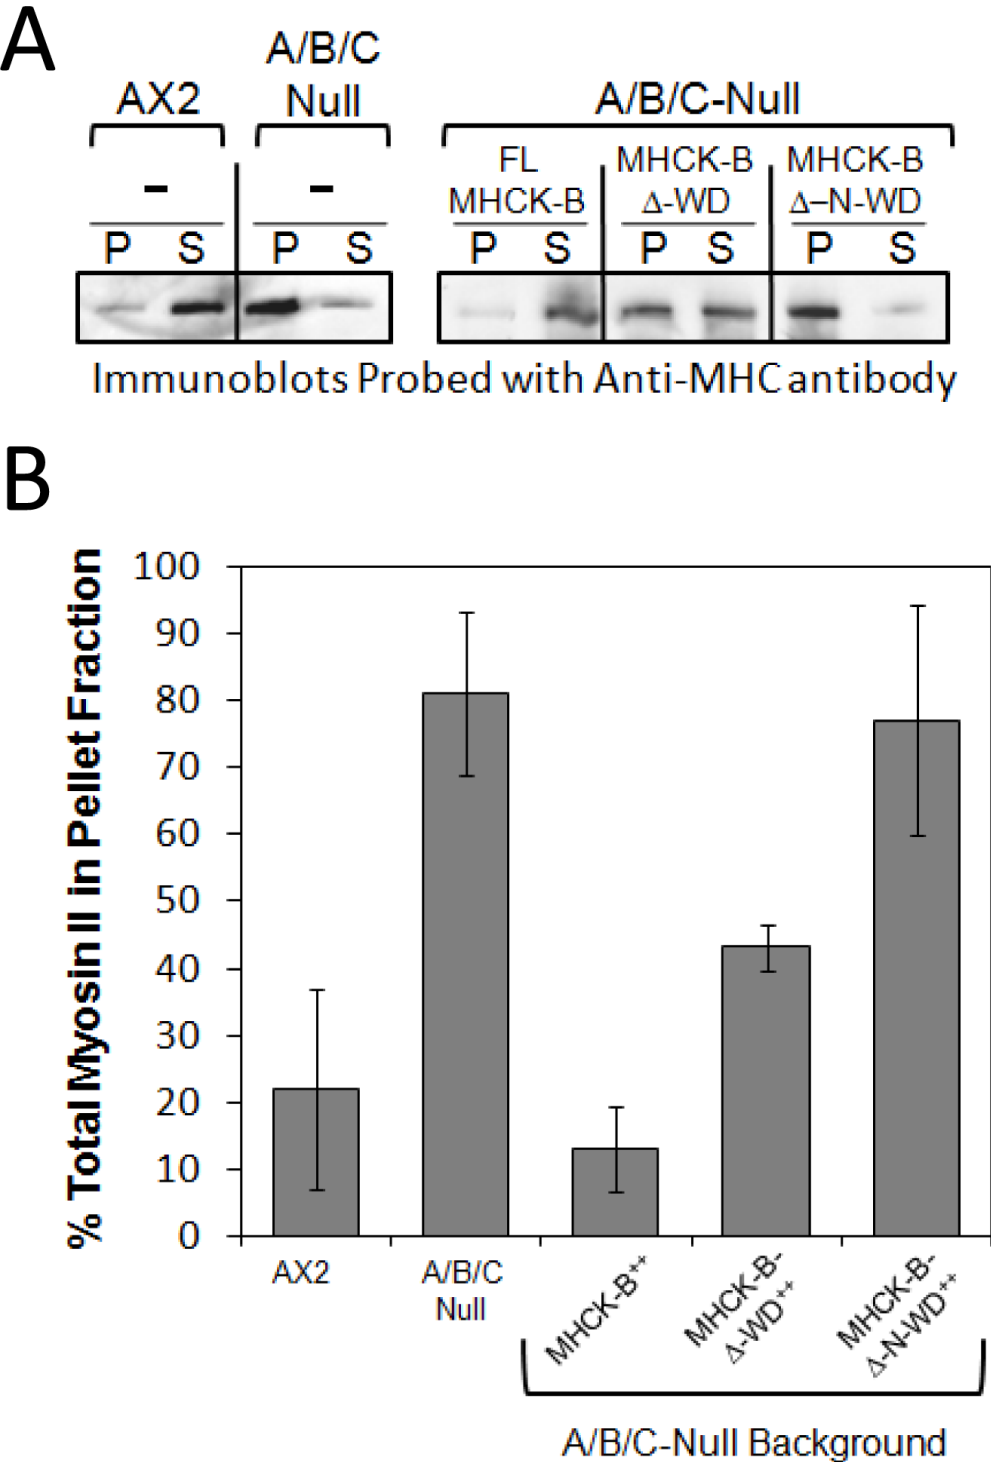 A
AX2
A/B/C
Null
A/B/C-Null
-
-
FL
MHCK-B
MHCK-B
Δ-WD
MHCK-B
Δ–N-WD
P S P S P S P S P S
Immunoblots Probed with Anti-MHC antibody
B
% Total Myosin II in Pellet Fraction
100
90
80
70
60
50
40
30
20
10
0
AX2
A/B/C
Null
MHCK-B++
MHCK-B-
Δ-WD++
MHCK-B-
Δ-N-WD++
A/B/C-Null Background